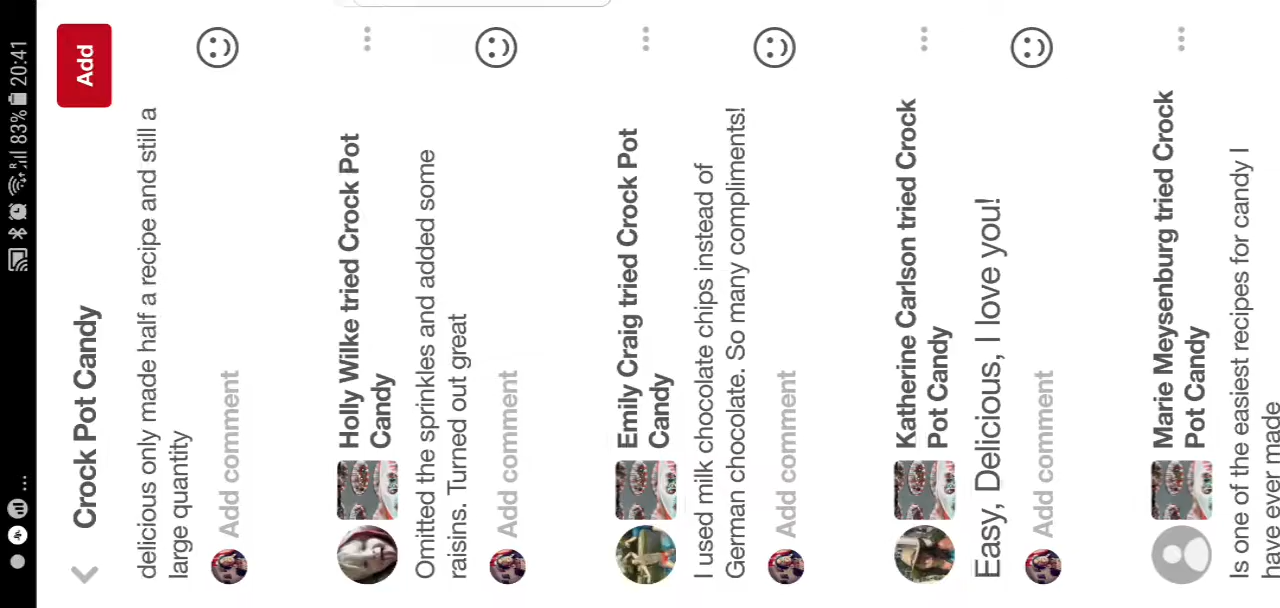 83% 20:41
Crock Pot Candy
Add
delicious only made half a recipe and still a
large quantity
Add comment
Holly Wilke tried Crock Pot
Candy
Omitted the sprinkles and added some
raisins. Turned out great
Add comment
Emily Craig tried Crock Pot
Candy
I used milk chocolate chips instead of
German chocolate. So many compliments!
Add comment
Katherine Carlson tried Crock
Pot Candy
Easy, Delicious, I love you!
Add comment
Marie Meysenburg tried Crock
Pot Candy
Is one of the easiest recipes for candy I
have ever made